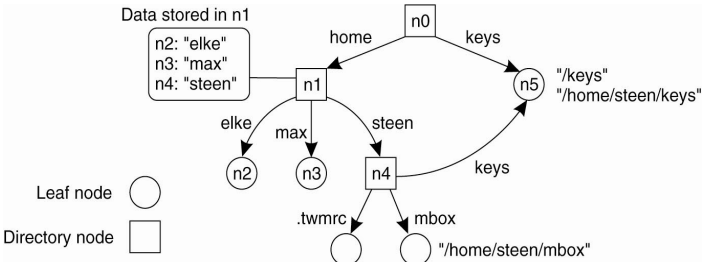 Data stored in n1
n2: "elke"
n3: "max"
n4: "steen"
n0
home
keys
n1
n5
"/keys"
"/home/steen/keys"
elke
max
steen
n2
n3
n4
keys
Leaf node
.twmrc
mbox
Directory node
"/home/steen/mbox"